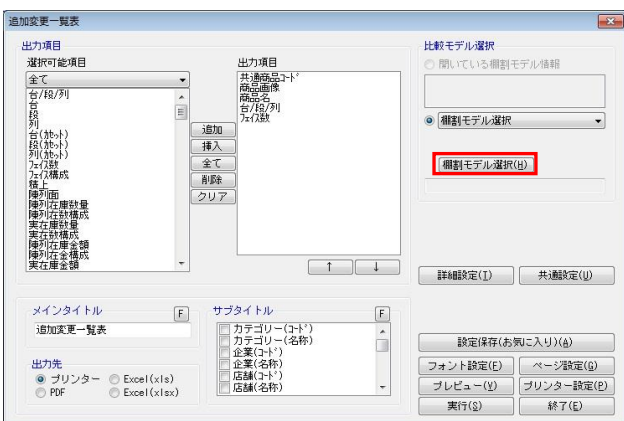 追加変更一覧表
出力項目
選択可能項目
全て
台/段/列
台
段
列
台(ｶｾｯﾄ)
段(ｶｾｯﾄ)
列(ｶｾｯﾄ)
ﾌｪｲｽ数
ﾌｪｲｽ構成
積上
陳列面
陳列在庫数量
陳列在数構成
実在庫数量
実在数構成
陳列在庫金額
陳列在金構成
実在庫金額
追加
挿入
全て
削除
クリア
出力項目
共通商品ｺｰﾄﾞ
商品画像
商品名
台/段/列
ﾌｪｲｽ数
↑
↓
比較モデル選択
開いている棚割モデル情報
棚割モデル選択
棚割モデル選択(H)
詳細設定(I)
共通設定(U)
メインタイトル
F
追加変更一覧表
出力先
プリンター
Excel(xls)
PDF
Excel(xlsx)
サブタイトル
F
カテゴリー(ｺｰﾄﾞ)
カテゴリー(名称)
企業(ｺｰﾄﾞ)
企業(名称)
店舗(ｺｰﾄﾞ)
店舗(名称)
設定保存(お気に入り)(A)
フォント設定(F)
ページ設定(G)
プレビュー(V)
プリンター設定(P)
実行(S)
終了(E)